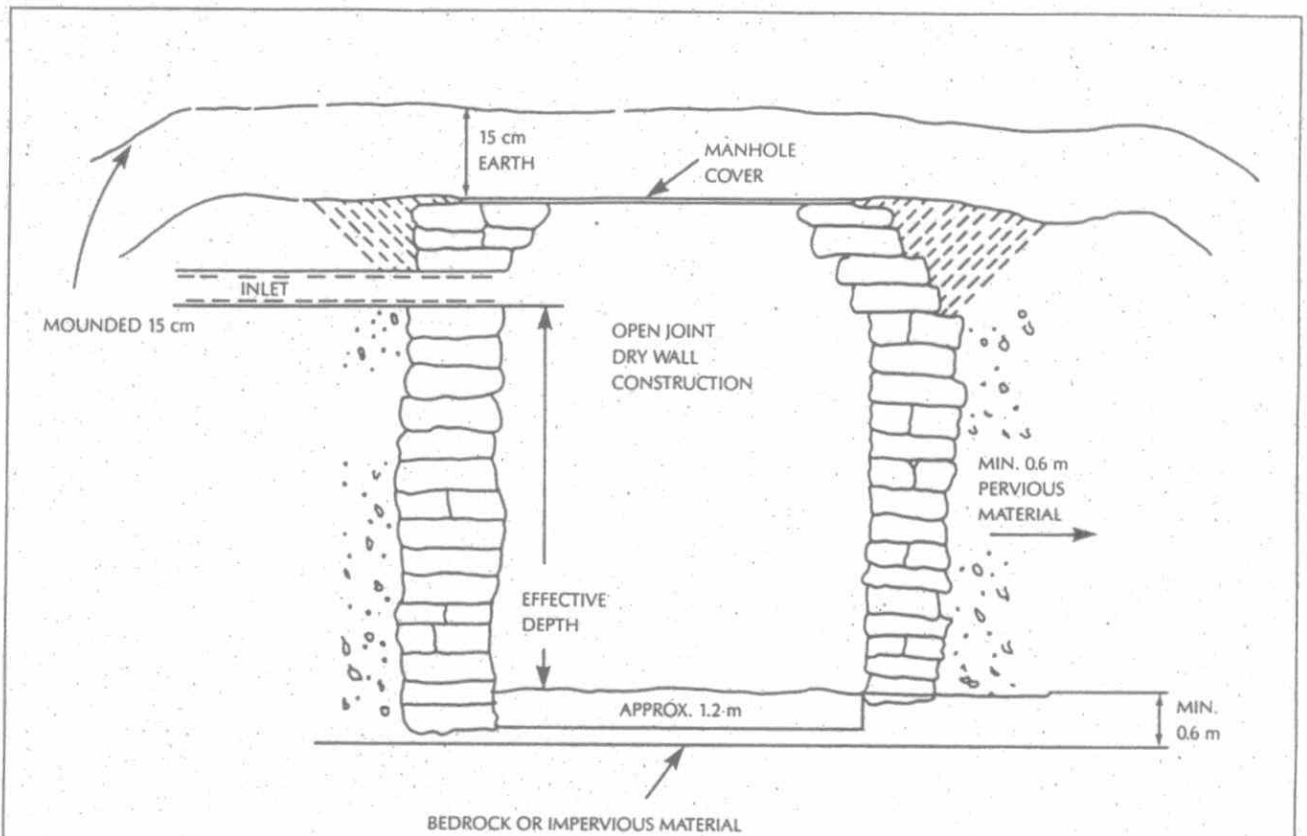 15 cm
EARTH
MANHOLE
COVER
INLET
MOUNDED 15 cm
OPEN JOINT
DRY WALL
CONSTRUCTION
MIN. 0.6 m
PERVIOUS
MATERIAL
EFFECTIVE
DEPTH
APPROX. 1.2 m
MIN.
0.6 m
BEDROCK OR IMPERVIOUS MATERIAL